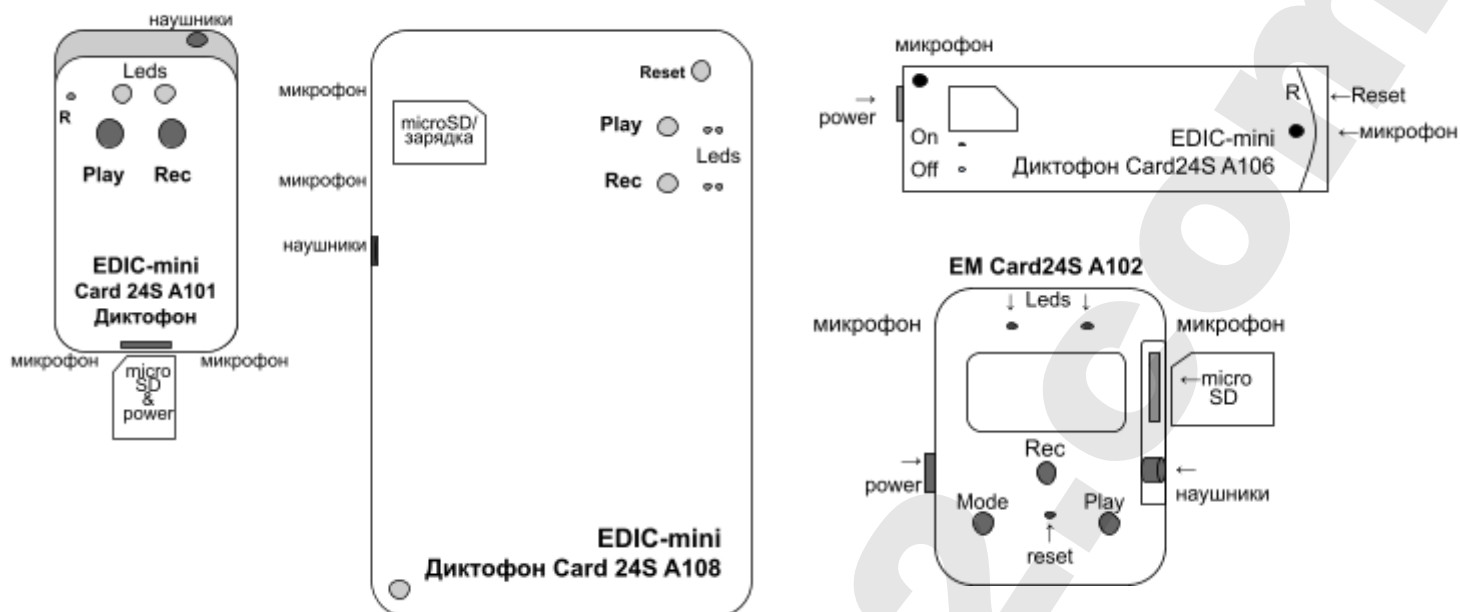 наушники
Leds
R
Play Rec
EDIC-mini
Card 24S A101
Диктофон
микрофон микрофон
micro
SD
&
power
микрофон
Reset
microSD/
зарядка
Play
Leds
микрофон
Rec
наушники
EDIC-mini
Диктофон Card 24S A108
микрофон
→
power
R ←Reset
←микрофон
On EDIC-mini
Off Диктофон Card24S A106
EM Card24S A102
↓ Leds ↓
микрофон микрофон
←micro
SD
Rec
→
power
←
наушники
Mode Play
↑
reset
2.com